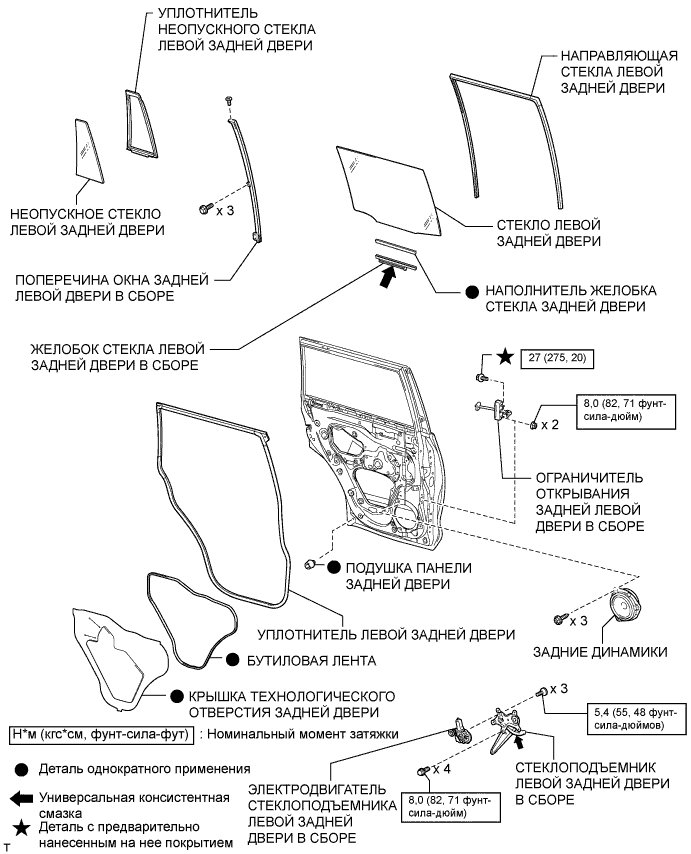 УПЛОТНИТЕЛЬ
НЕОПУСКНОГО СТЕКЛА
ЛЕВОЙ ЗАДНЕЙ ДВЕРИ
НАПРАВЛЯЮЩАЯ
СТЕКЛА ЛЕВОЙ
ЗАДНЕЙ ДВЕРИ
x 3
НЕОПУСКНОЕ СТЕКЛО
ЛЕВОЙ ЗАДНЕЙ ДВЕРИ
СТЕКЛО ЛЕВОЙ
ЗАДНЕЙ ДВЕРИ
ПОПЕРЕЧИНА ОКНА ЗАДНЕЙ
ЛЕВОЙ ДВЕРИ В СБОРЕ
НАПОЛНИТЕЛЬ ЖЕЛОБКА
СТЕКЛА ЗАДНЕЙ ДВЕРИ
ЖЕЛОБОК СТЕКЛА ЛЕВОЙ
ЗАДНЕЙ ДВЕРИ В СБОРЕ
27 (275, 20)
8,0 (82, 71 фунт-
сила-дюйм)
x 2
ОГРАНИЧИТЕЛЬ
ОТКРЫВАНИЯ
ЗАДНЕЙ ЛЕВОЙ
ДВЕРИ В СБОРЕ
ПОДУШКА ПАНЕЛИ
ЗАДНЕЙ ДВЕРИ
x 3
УПЛОТНИТЕЛЬ ЛЕВОЙ ЗАДНЕЙ ДВЕРИ
ЗАДНИЕ ДИНАМИКИ
БУТИЛОВАЯ ЛЕНТА
КРЫШКА ТЕХНОЛОГИЧЕСКОГО
ОТВЕРСТИЯ ЗАДНЕЙ ДВЕРИ
x 3
5,4 (55, 48 фунт-
сила-дюймов)
Н*м (кгс*см, фунт-сила-фут) : Номинальный момент затяжки
x 4
СТЕКЛОПОДЪЕМНИК
ЛЕВОЙ ЗАДНЕЙ ДВЕРИ
В СБОРЕ
Деталь однократного применения
ЭЛЕКТРОДВИГАТЕЛЬ
СТЕКЛОПОДЪЕМНИКА
ЛЕВОЙ ЗАДНЕЙ
ДВЕРИ В СБОРЕ
8,0 (82, 71 фунт-
сила-дюйм)
Универсальная консистентная
смазка
Деталь с предварительно
нанесенным на нее покрытием
T